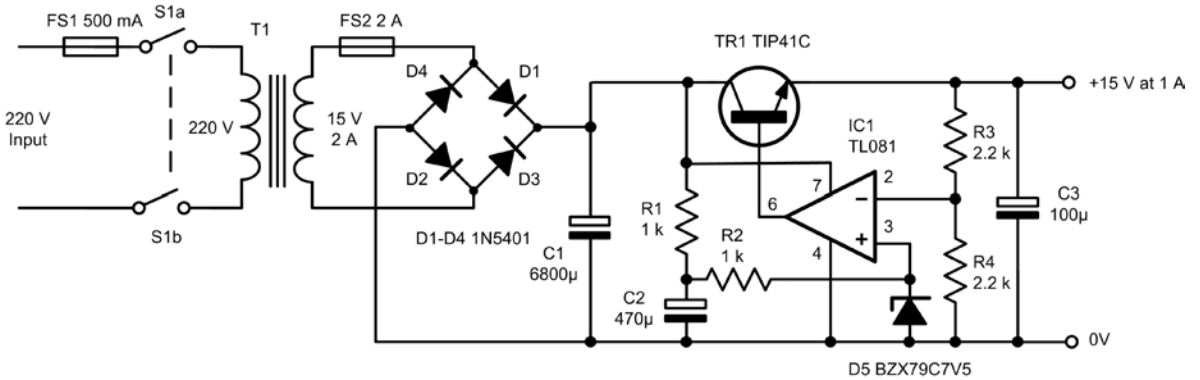 FS1 500 mA
S1a
T1
FS2 2 A
TR1 TIP41C
D4
D1
+15 V at 1 A
220 V
Input
220 V
15 V
2 A
IC1
TL081
R3
2.2 k
D2
D3
7
2
6
3
4
R1
1 k
R2
1 k
C3
100µ
S1b
D1-D4 1N5401
C1
6800µ
R4
2.2 k
C2
470µ
0V
D5 BZX79C7V5